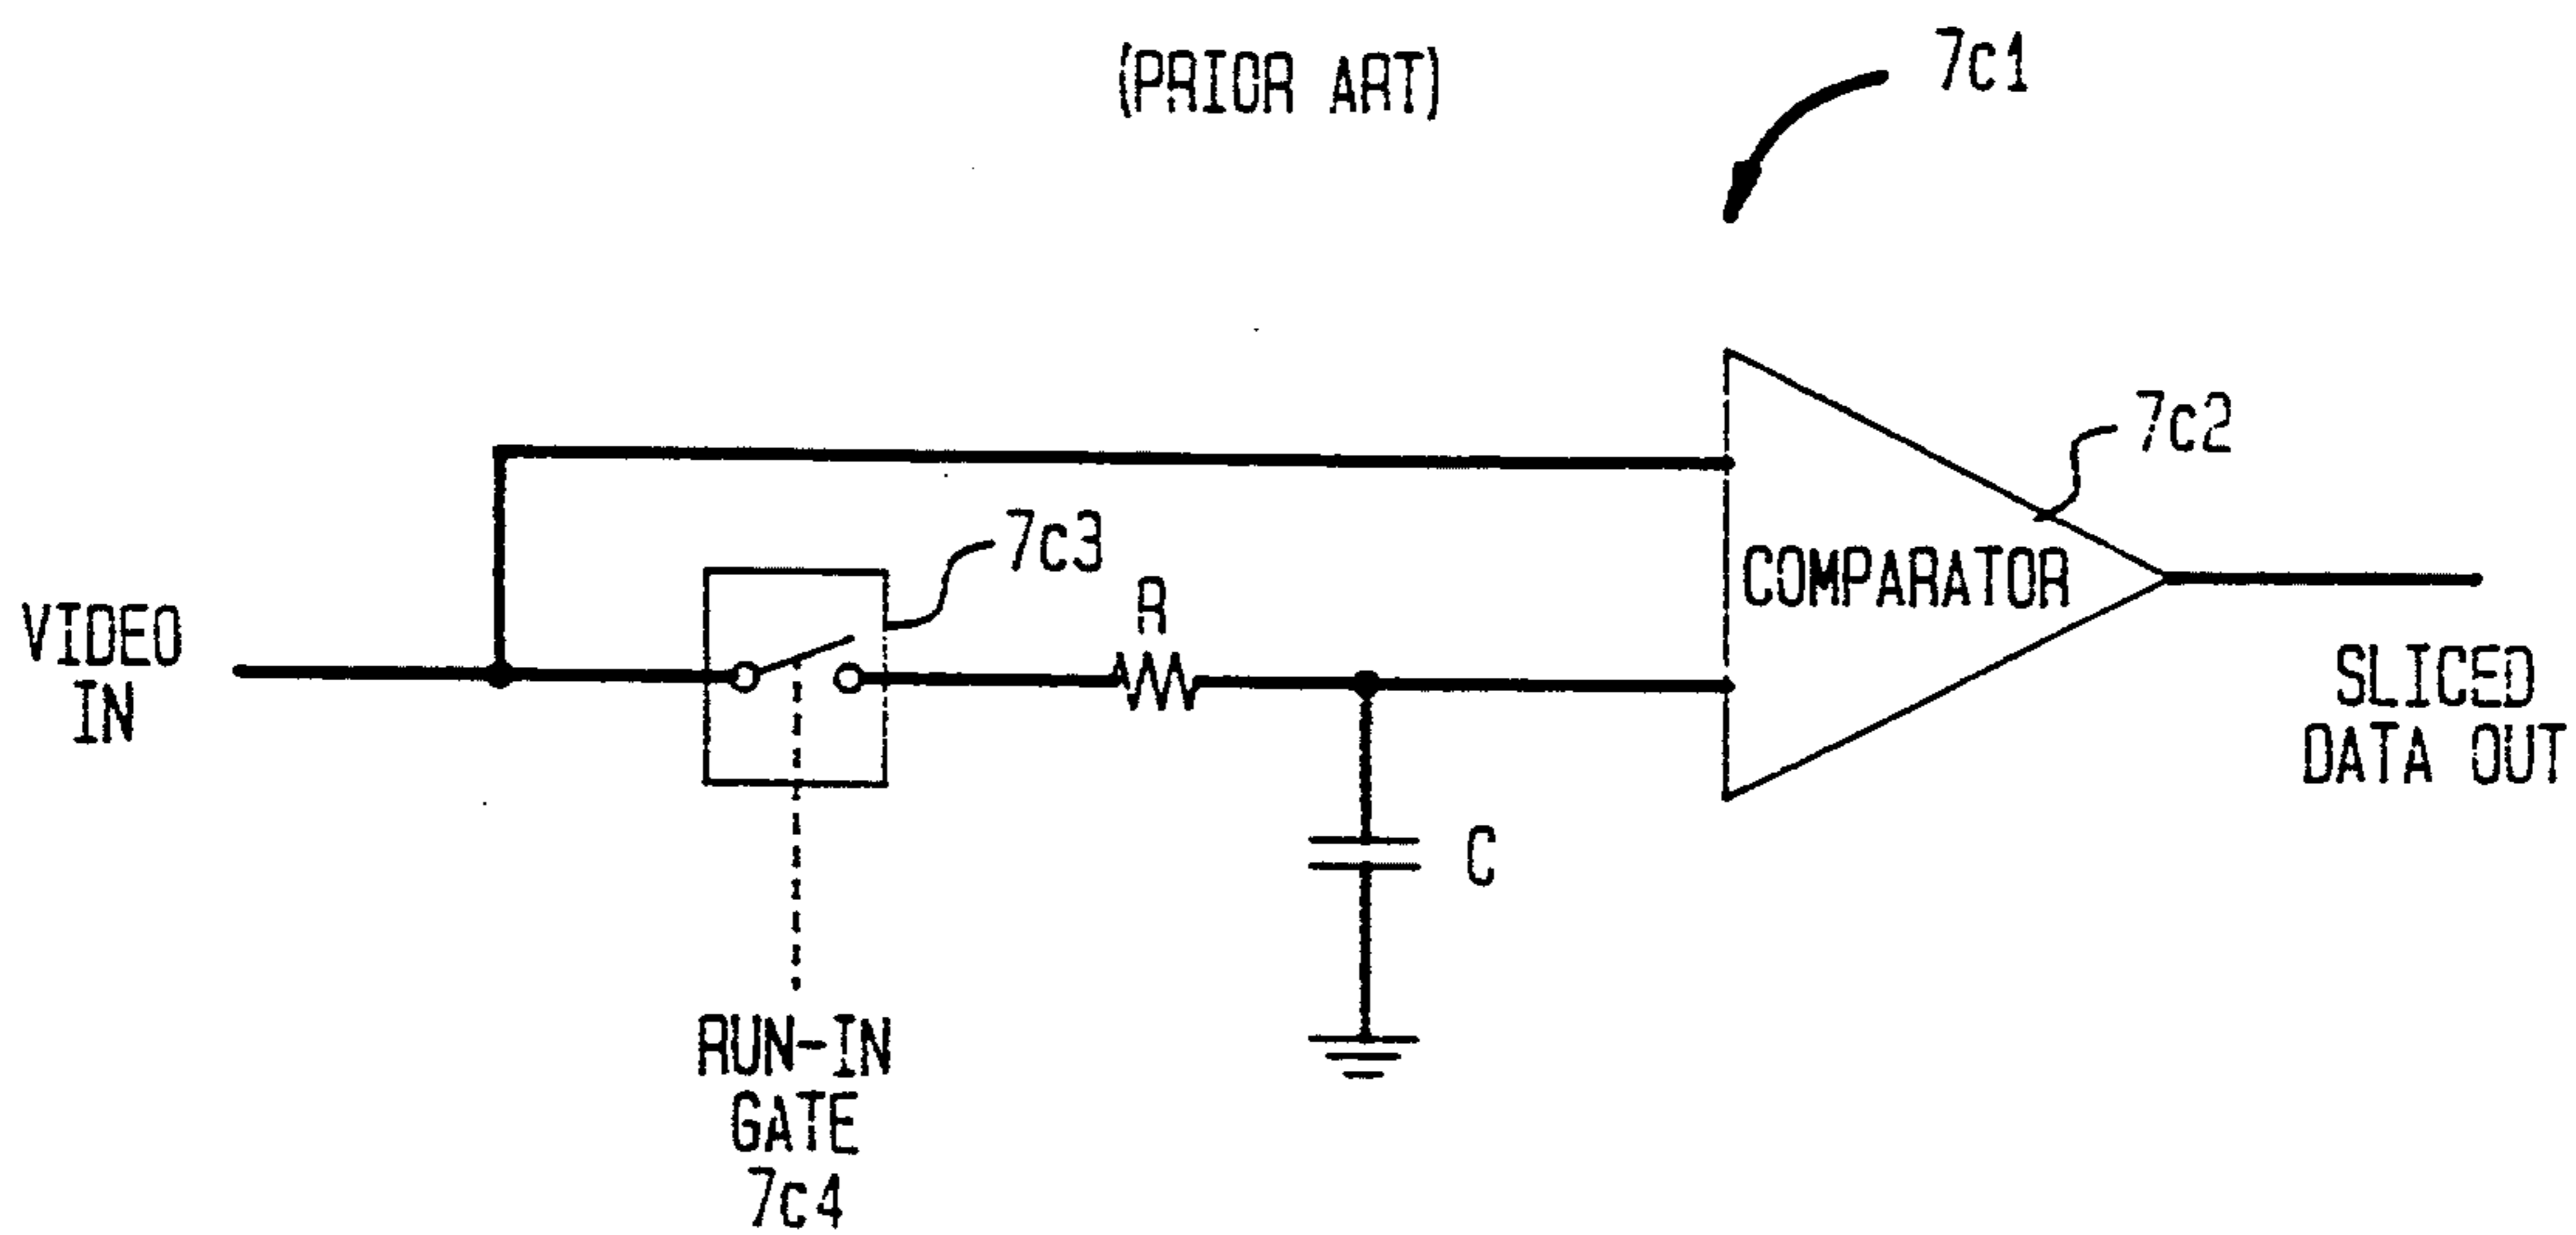 (PRIOR ART)
7c1
7c2
7c3
COMPARATOR
R
VIDEO
IN
SLICED
DATA OUT
C
RUN-IN
GATE
7c4